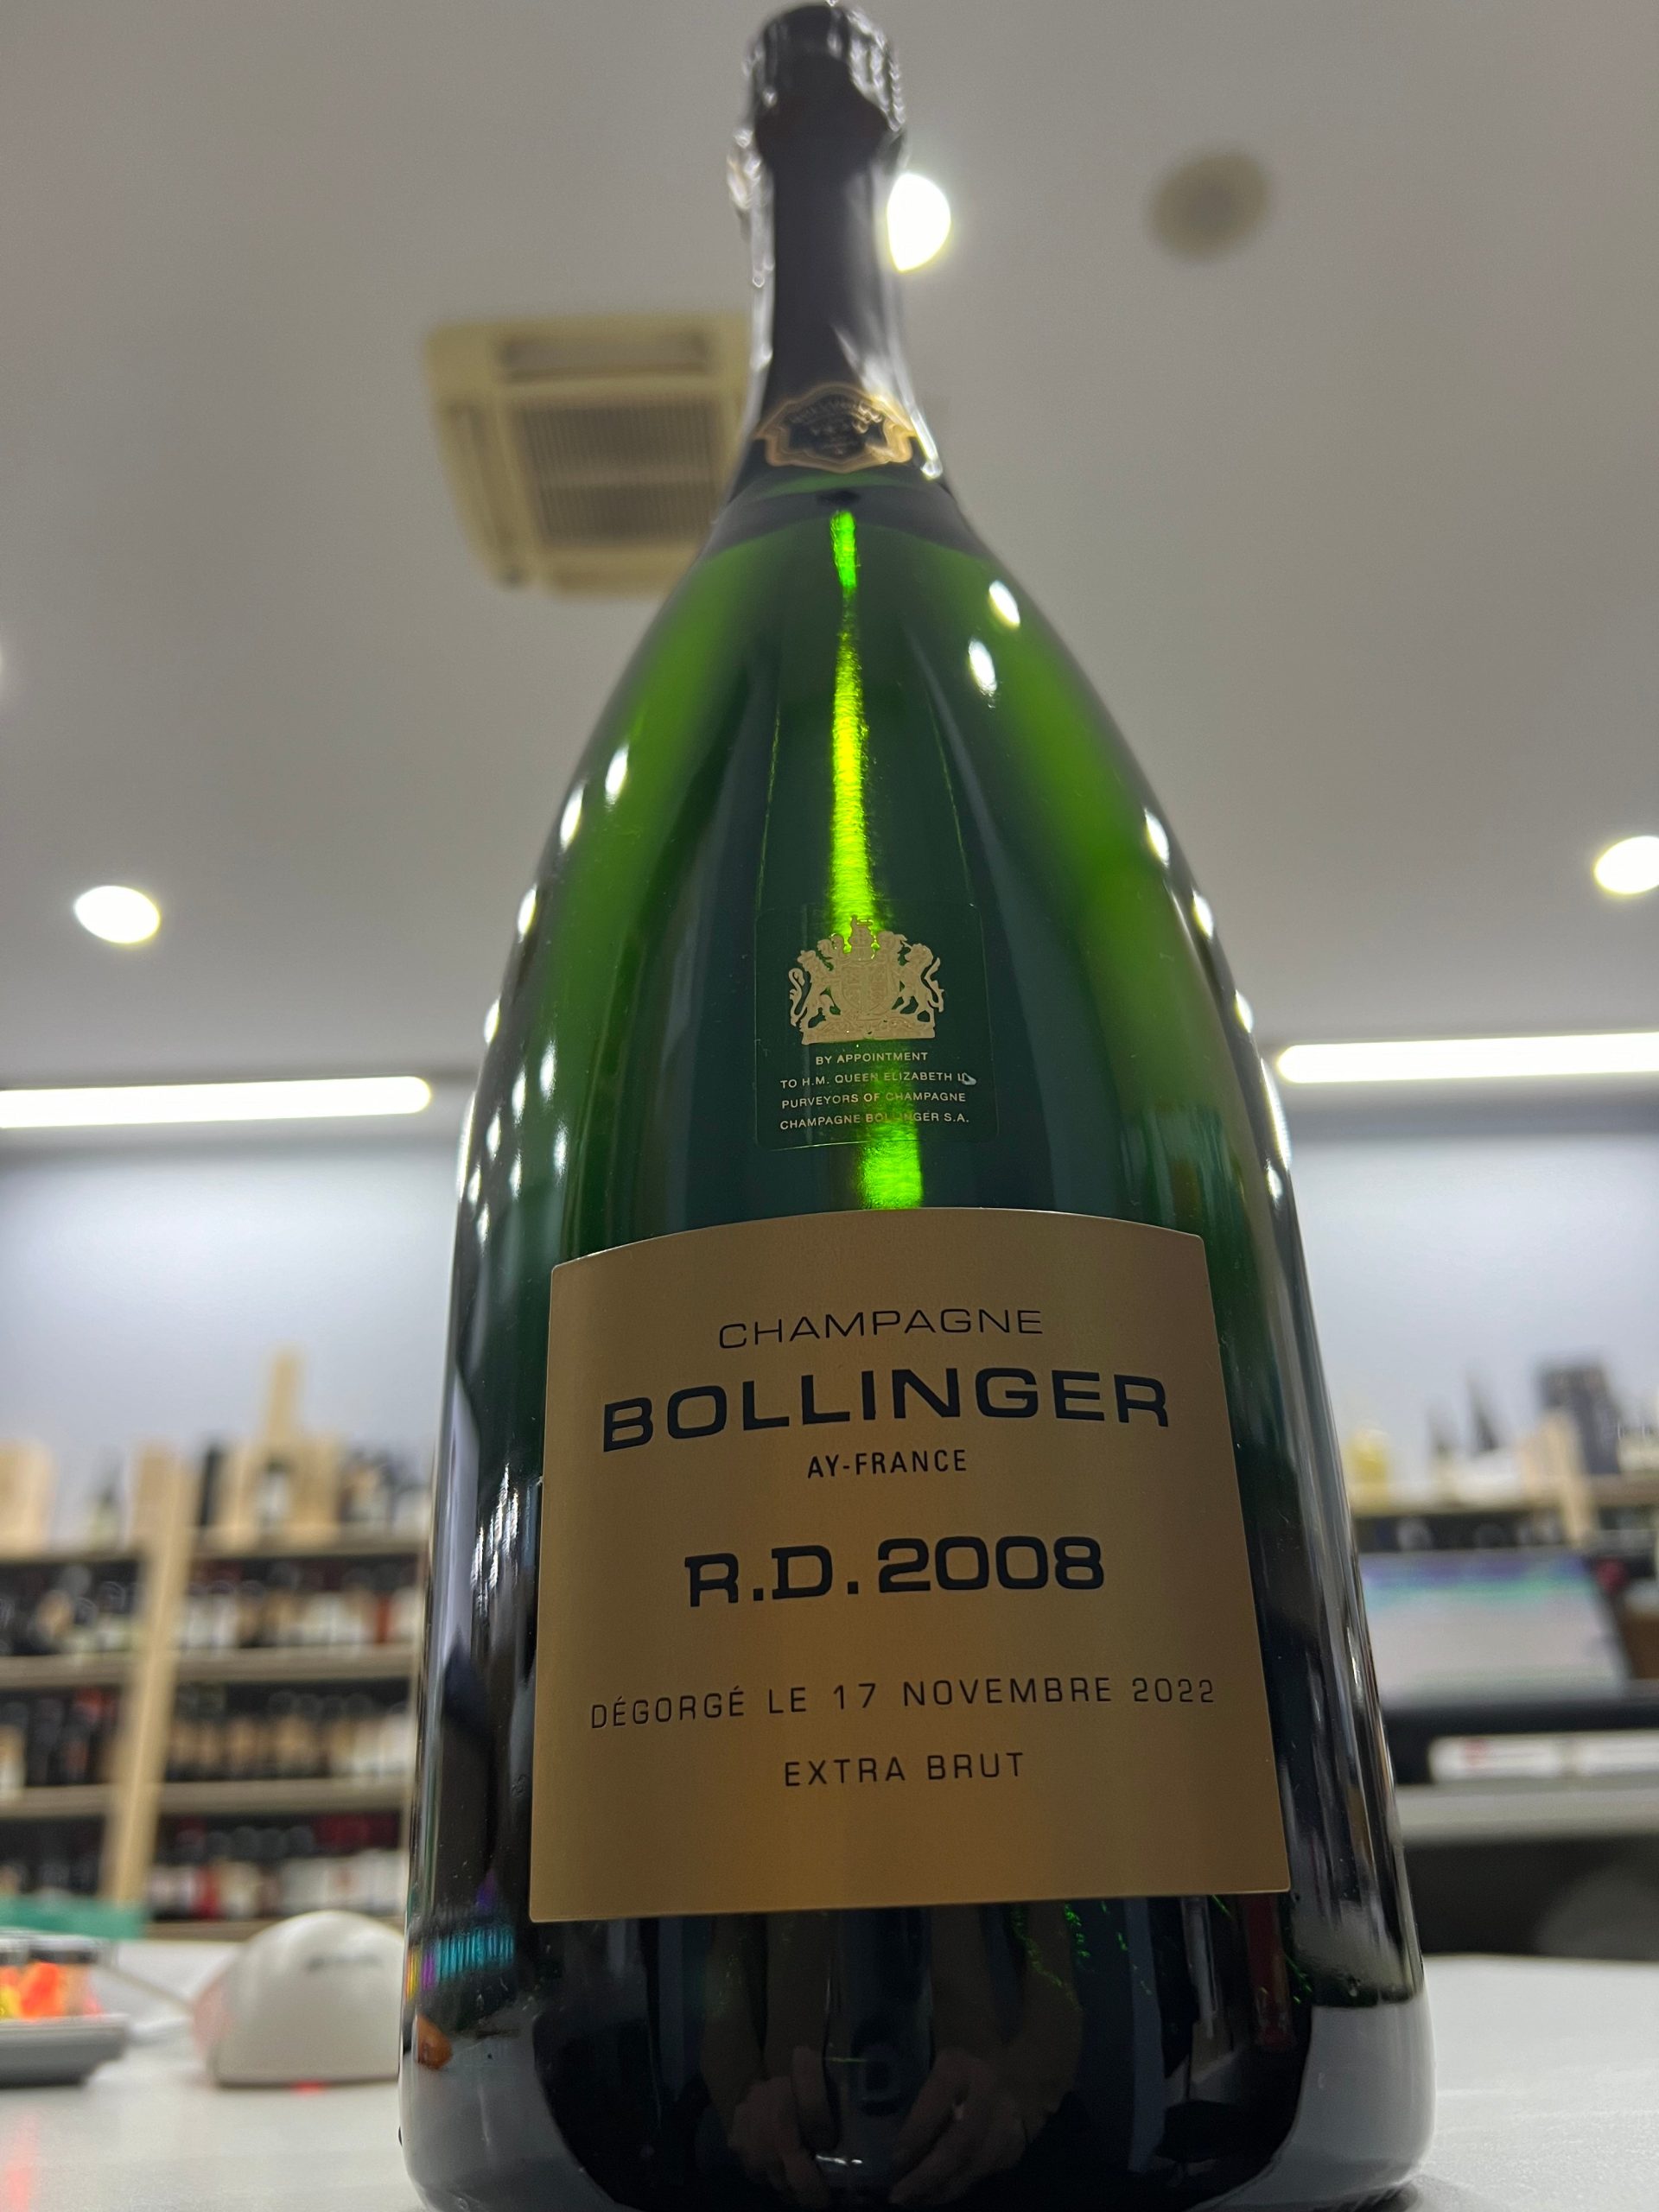 BY APPOINTMENT
TO H.M. QUEEN ELIZABETH II
PURVEYORS OF CHAMPAGNE
CHAMPAGNE BOLLINGER S.A.
CHAMPAGNE
BOLLINGER
AY-FRANCE
R.D.2008
DÉGORGÉ LE 17 NOVEMBRE 2022
EXTRA BRUT